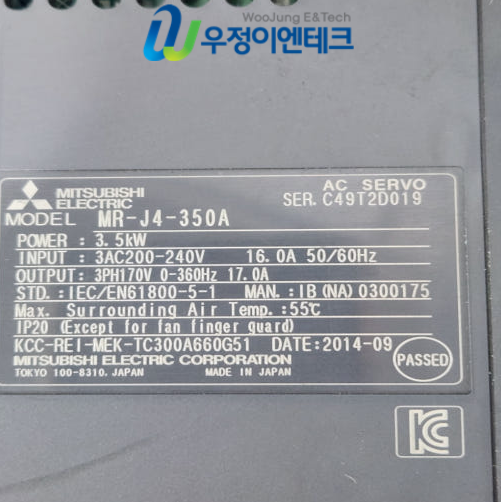 WooJung E&Tech
우정이엔테크
MITSUBISHI
ELECTRIC
AC SERVO
SER. C49T2D019
MODEL MR-J4-350A
POWER : 3.5kW
INPUT : 3AC200-240V 16.0A 50/60Hz
OUTPUT: 3PH170V 0-360Hz 17.0A
STD. : IEC/EN61800-5-1 MAN. : IB (NA) 0300175
Max. Surrounding Air Temp. :55℃
IP20 (Except for fan finger guard)
KCC-REI-MEK-TC300A660G51 DATE:2014-09
MITSUBISHI ELECTRIC CORPORATION
PASSED
TOKYO 100-8310, JAPAN MADE IN JAPAN